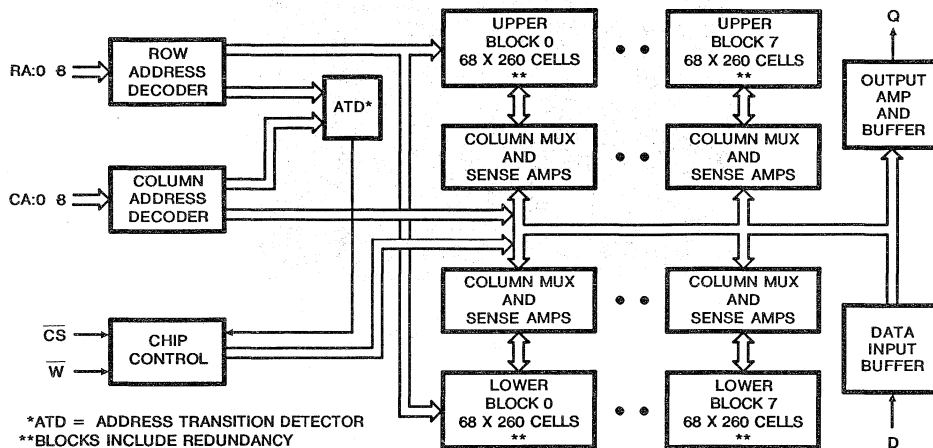 RA:0 8
ROW
ADDRESS
DECODER
ATD*
CA:0 8
COLUMN
ADDRESS
DECODER
CS
W
CHIP
CONTROL
UPPER
BLOCK 0
68 X 260 CELLS
**
UPPER
BLOCK 7
68 X 260 CELLS
**
COLUMN MUX
AND
SENSE AMPS
COLUMN MUX
AND
SENSE AMPS
COLUMN MUX
AND
SENSE AMPS
COLUMN MUX
AND
SENSE AMPS
LOWER
BLOCK 0
68 X 260 CELLS
**
LOWER
BLOCK 7
68 X 260 CELLS
**
Q
OUTPUT
AMP
AND
BUFFER
DATA
INPUT
BUFFER
D
*ATD = ADDRESS TRANSITION DETECTOR
**BLOCKS INCLUDE REDUNDANCY